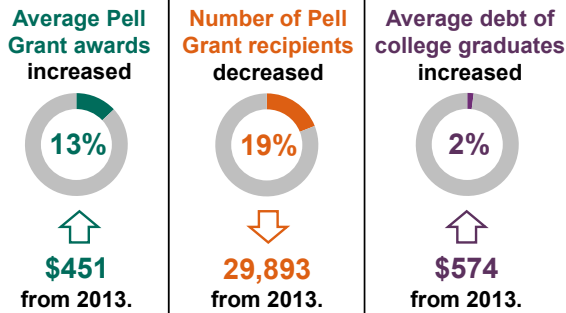 Average Pell
Grant awards
increased
13%
$451
from 2013.
Number of Pell
Grant recipients
decreased
19%
29,893
from 2013.
Average debt of
college graduates
increased
2%
$574
from 2013.